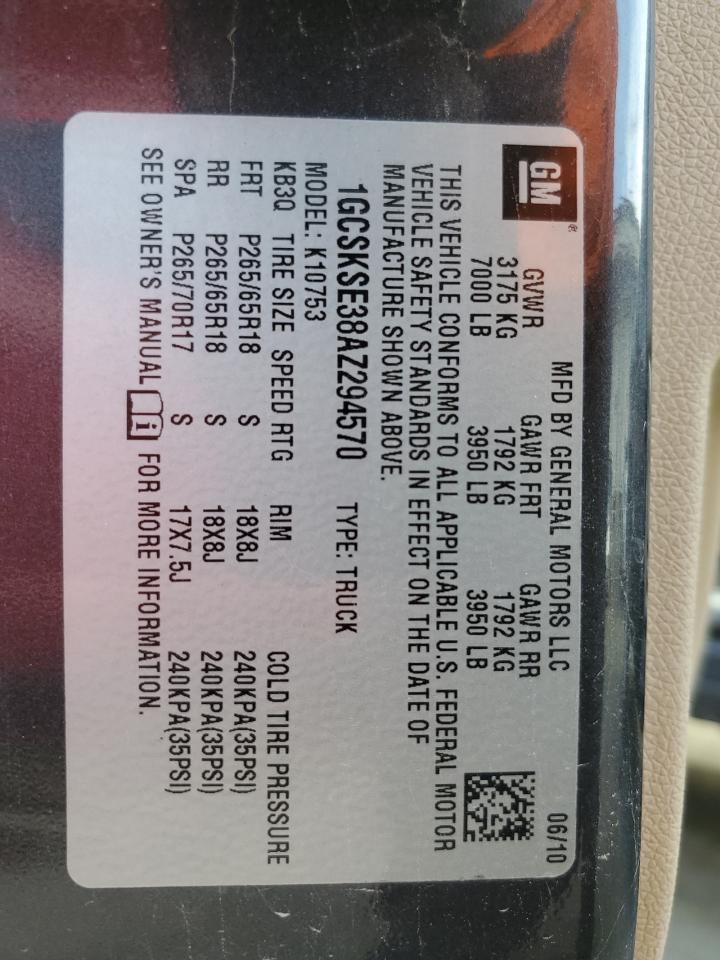 GM®
MFD BY GENERAL MOTORS LLC 06/10
GVWR GAWR FRT GAWR RR
3175 KG 1792 KG 1792 KG
7000 LB 3950 LB 3950 LB
THIS VEHICLE CONFORMS TO ALL APPLICABLE U.S. FEDERAL MOTOR
VEHICLE SAFETY STANDARDS IN EFFECT ON THE DATE OF
MANUFACTURE SHOWN ABOVE.
1GCSKSE38AZ294570 TYPE: TRUCK
MODEL: K10753
KB3Q TIRE SIZE SPEED RTG RIM COLD TIRE PRESSURE
FRT P265/65R18 S 18X8J 240KPA(35PSI)
RR P265/65R18 S 18X8J 240KPA(35PSI)
SPA P265/70R17 S 17X7.5J 240KPA(35PSI)
SEE OWNER'S MANUAL i FOR MORE INFORMATION.